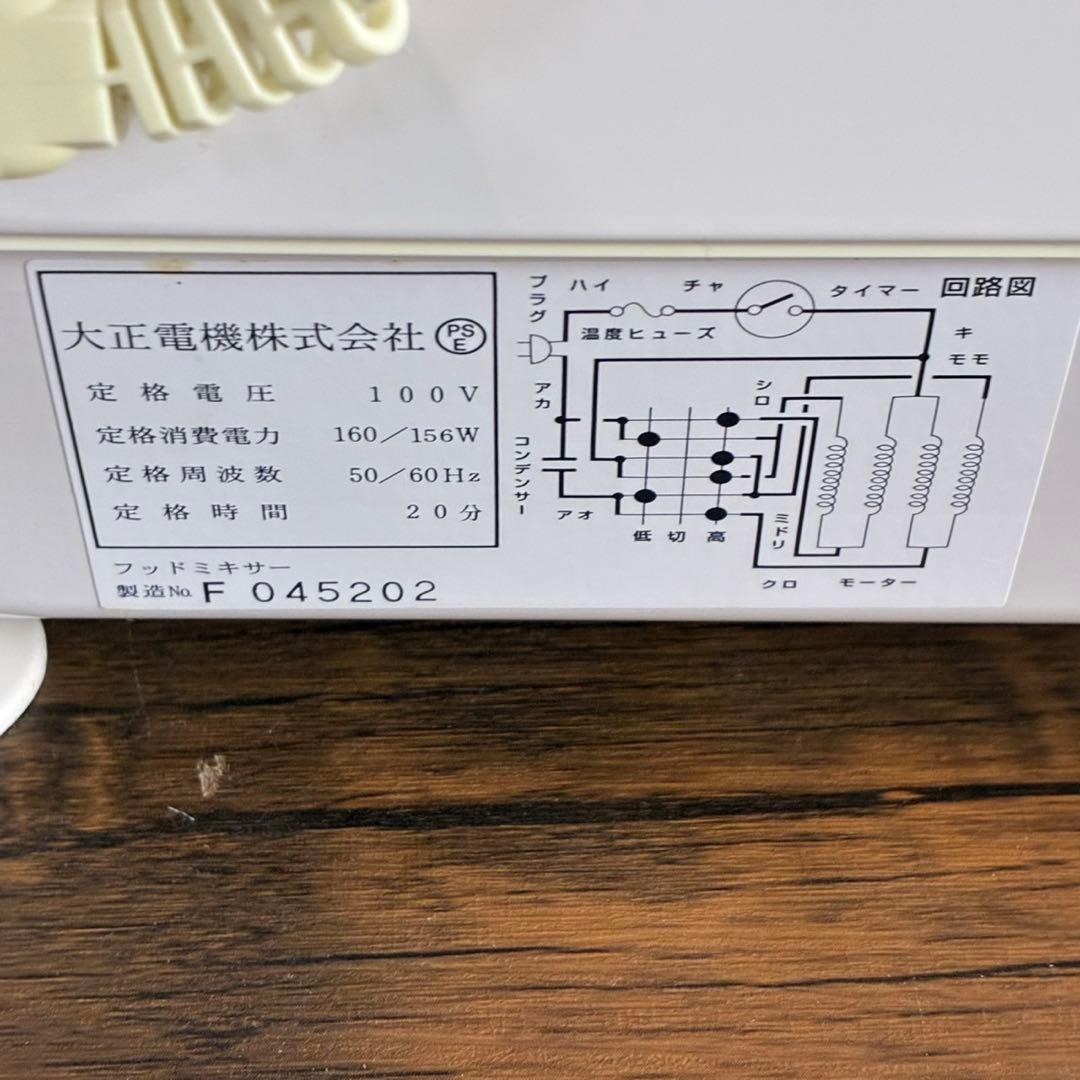 大正電機株式会社 PSE
定格電圧 100V
定格消費電力 160/156W
定格周波数 50/60Hz
定格時間 20分
フッドミキサー
製造No. F 045202
回路図
プラグ
ハイ
チャ
タイマー
温度ヒューズ
キ
モモ
アカ
シロ
コンデンサー
アオ
低 切 高
ミドリ
クロ
モーター